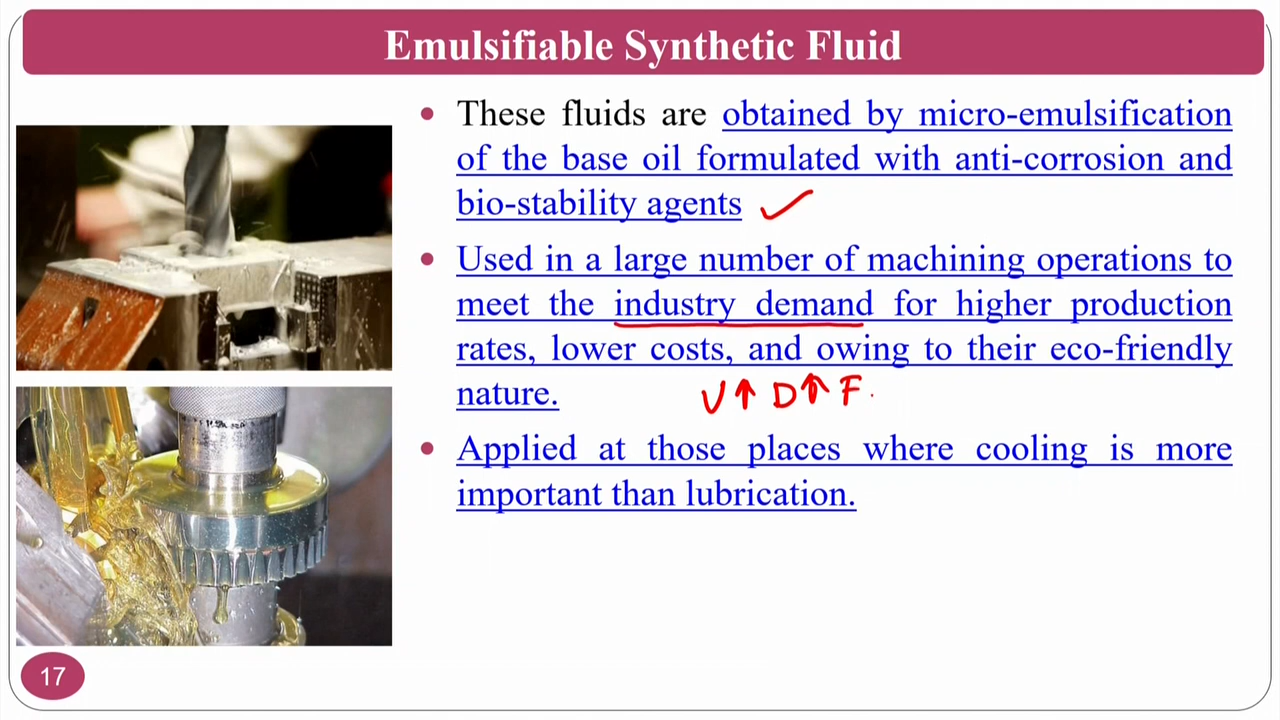 Emulsifiable Synthetic Fluid
• These fluids are obtained by micro-emulsification
of the base oil formulated with anti-corrosion and
bio-stability agents
• Used in a large number of machining operations to
meet the industry demand for higher production
rates, lower costs, and owing to their eco-friendly
nature.
V↑ D↑ F
• Applied at those places where cooling is more
important than lubrication.
17